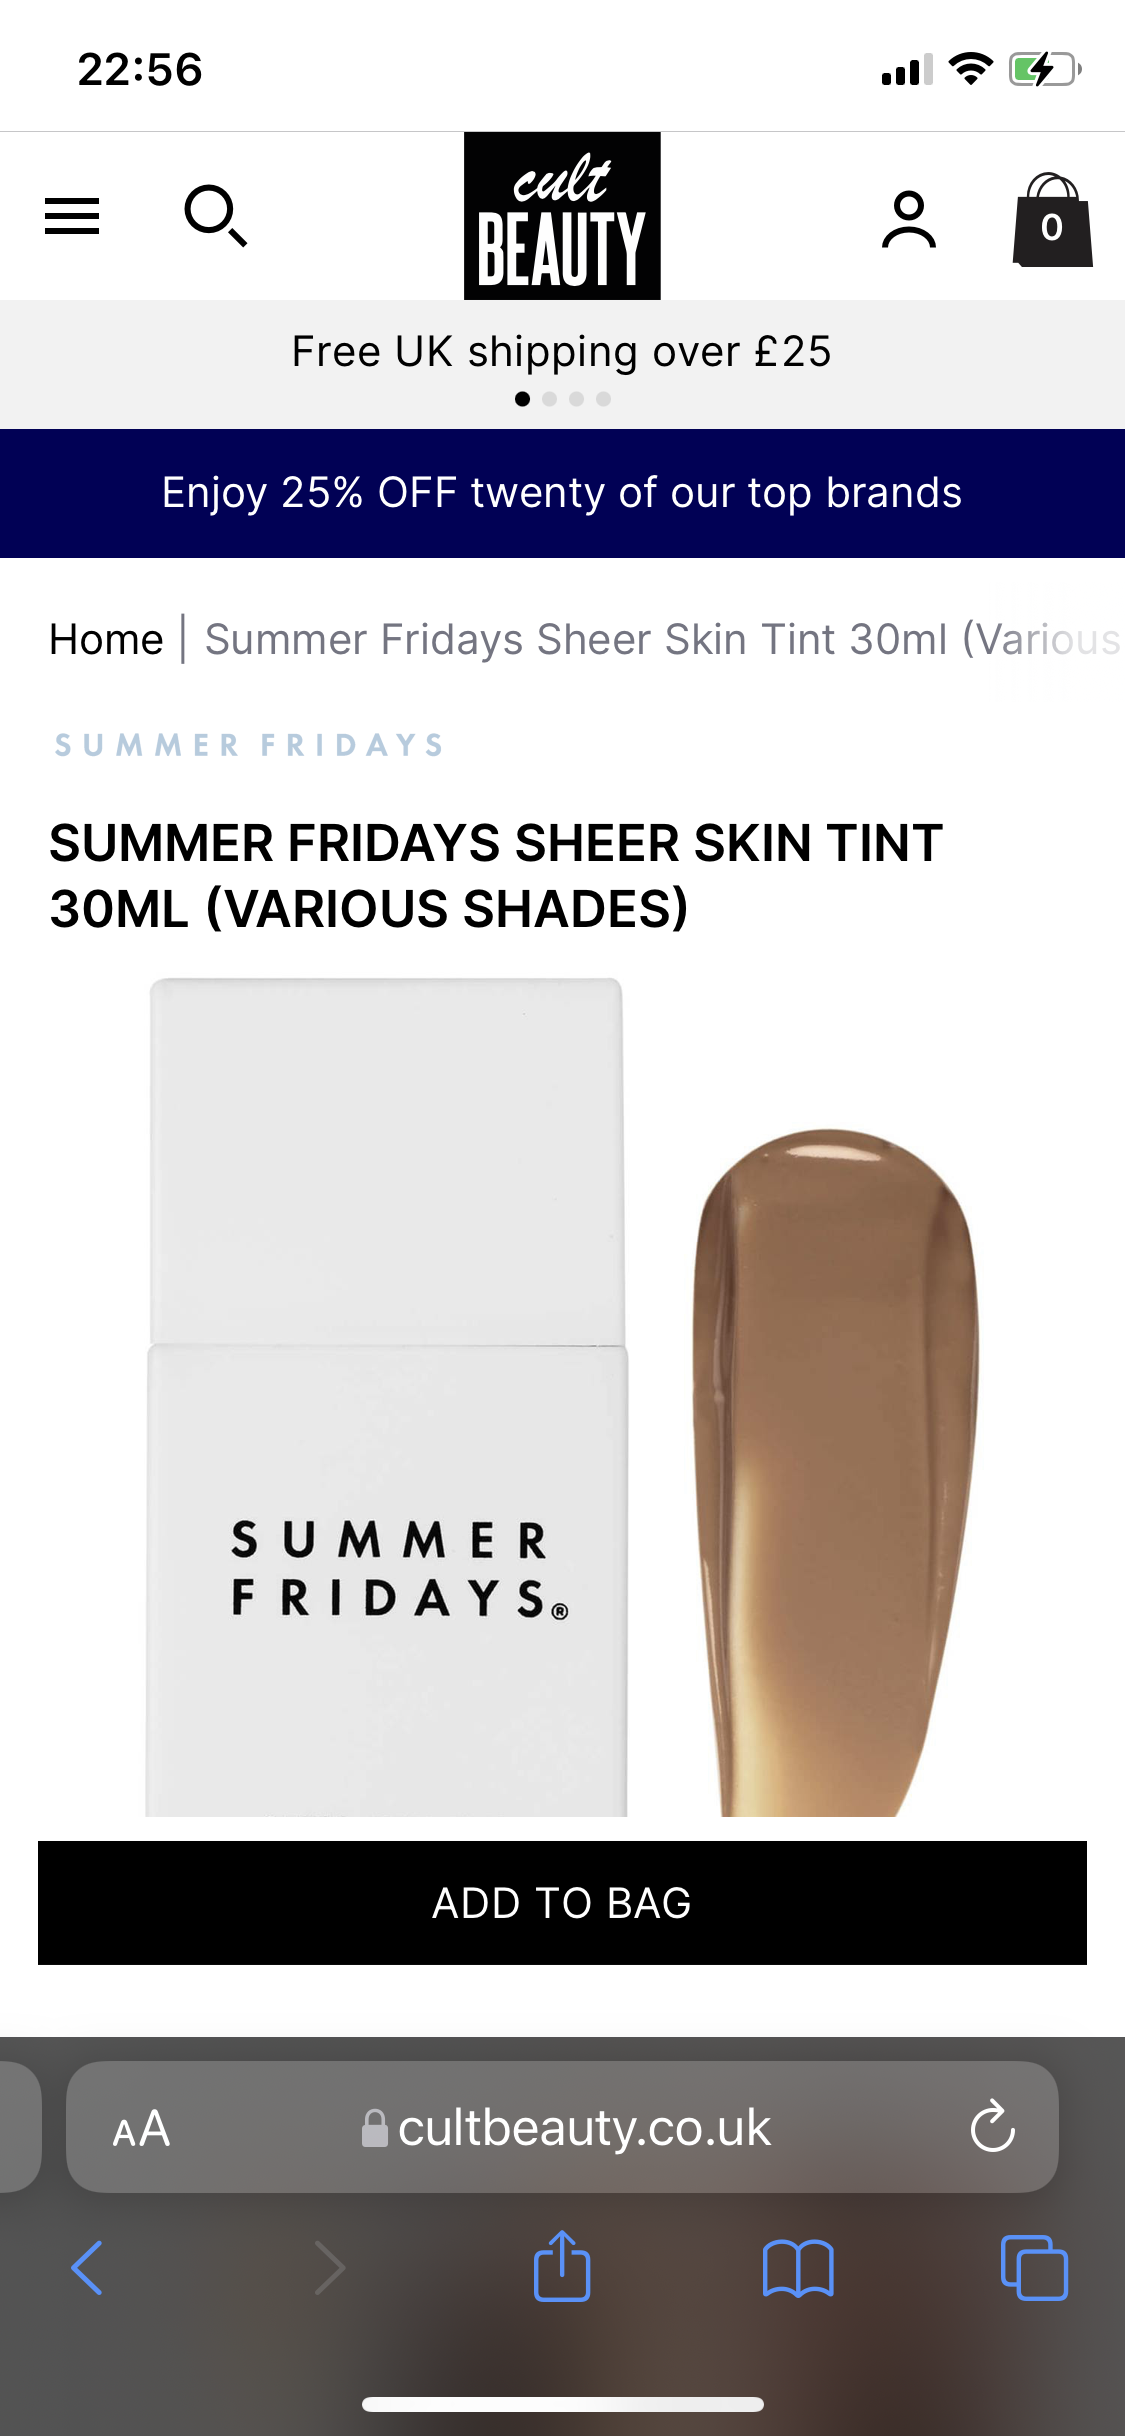 22:56
cult
BEAUTY
0
Free UK shipping over £25
Enjoy 25% OFF twenty of our top brands
Home | Summer Fridays Sheer Skin Tint 30ml (Various
SUMMER FRIDAYS
SUMMER FRIDAYS SHEER SKIN TINT
30ML (VARIOUS SHADES)
SUMMER
FRIDAYS®
ADD TO BAG
AA cultbeauty.co.uk